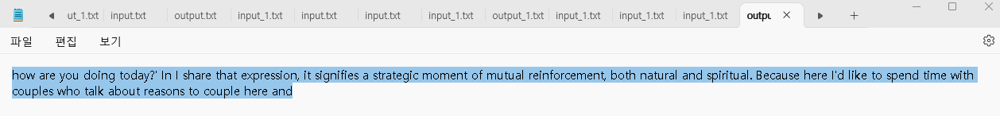 ut_1.txt input.txt output.txt input_1.txt input.txt input.txt input_1.txt output_1.txt input_1.txt input_1.txt input_1.txt outpu
파일 편집 보기
how are you doing today?' In I share that expression, it signifies a strategic moment of mutual reinforcement, both natural and spiritual. Because here I'd like to spend time with
couples who talk about reasons to couple here and